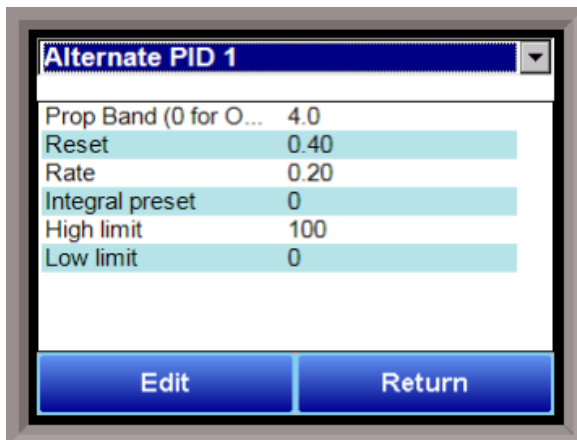 Alternate PID 1
Prop Band (0 for O... 4.0
Reset 0.40
Rate 0.20
Integral preset 0
High limit 100
Low limit 0
Edit Return